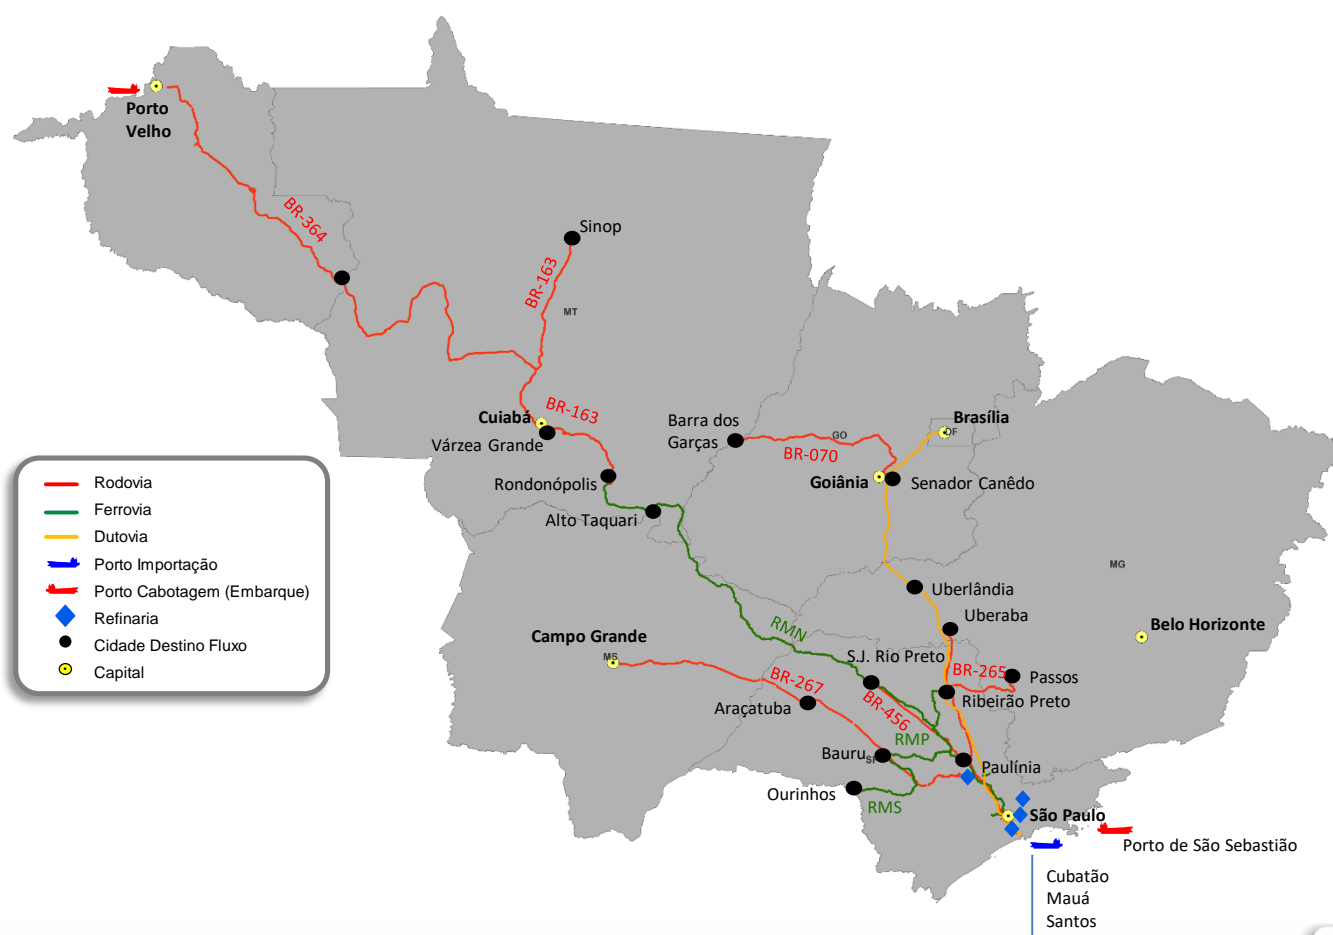 Porto
Velho
BR-364
Sinop
BR-163
MT
Cuiabá
BR-163
Várzea Grande
Barra dos
Garças
GO
BR-070
Brasília
DF
Goiânia
Senador Canêdo
Rondonópolis
Alto Taquari
Rodovia
Ferrovia
Dutovia
Porto Importação
Porto Cabotagem (Embarque)
Refinaria
Cidade Destino Fluxo
Capital
MG
Uberlândia
Uberaba
Belo Horizonte
Campo Grande
MS
RMN
S.J. Rio Preto
BR-265
Passos
BR-267
Ribeirão Preto
Araçatuba
BR-456
RMP
Bauru
SP
Paulínia
Ourinhos
RMS
São Paulo
Porto de São Sebastião
Cubatão
Mauá
Santos